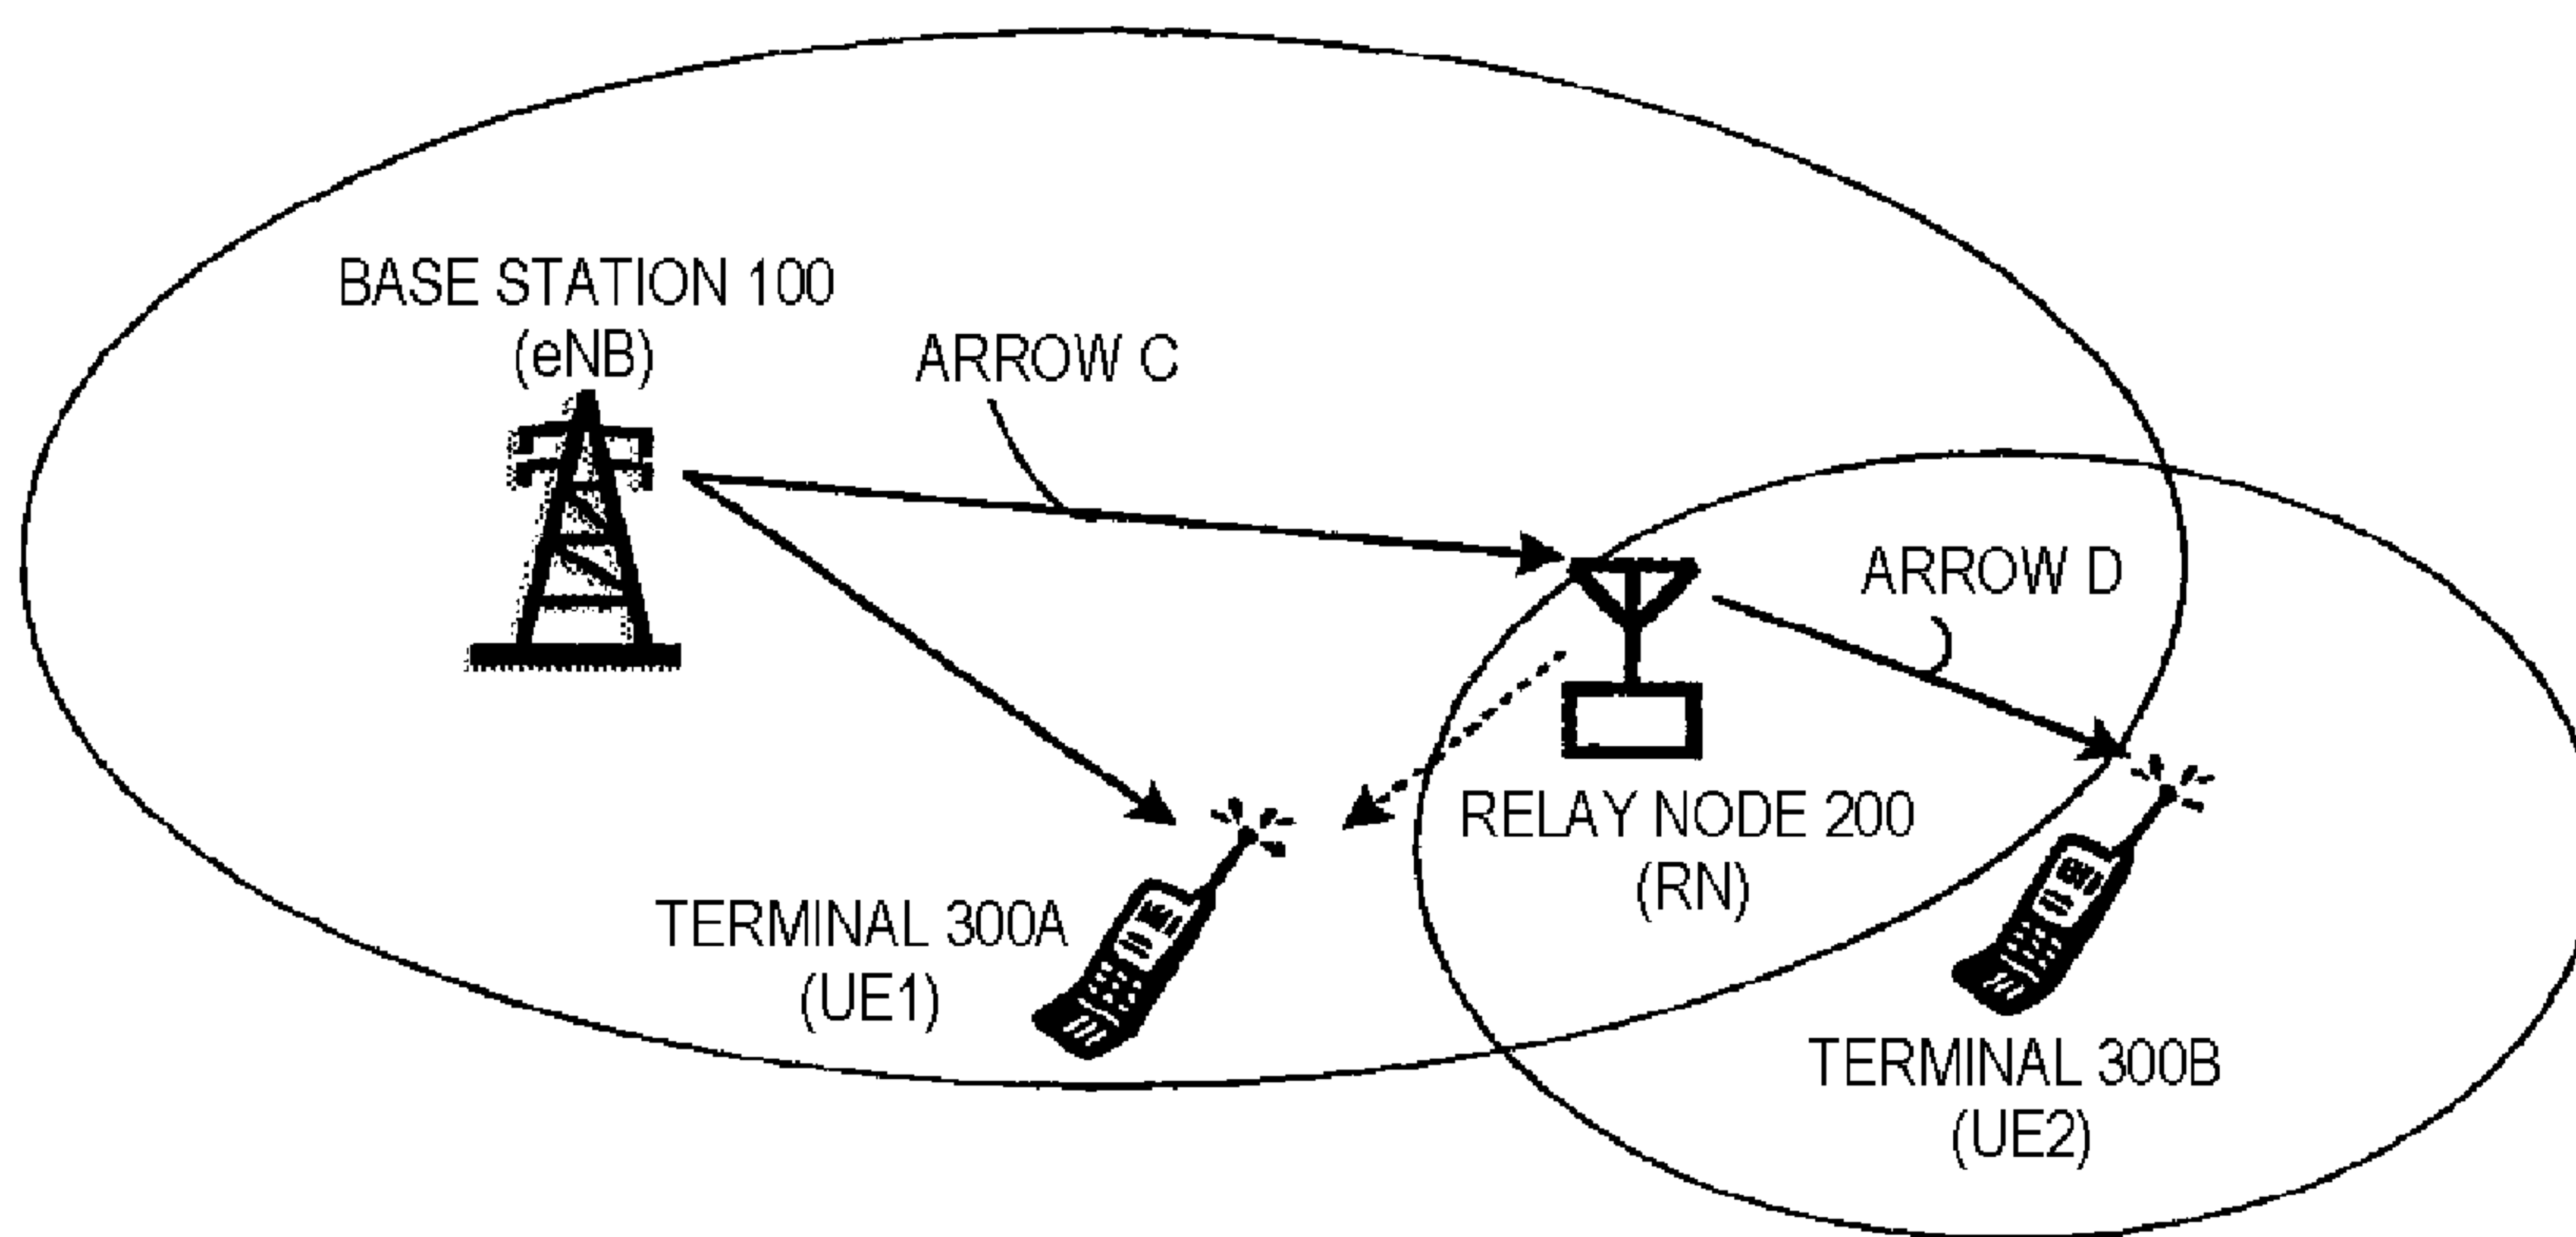 BASE STATION 100
(eNB)
ARROW C
ARROW D
RELAY NODE 200
(RN)
TERMINAL 300A
(UE1)
TERMINAL 300B
(UE2)